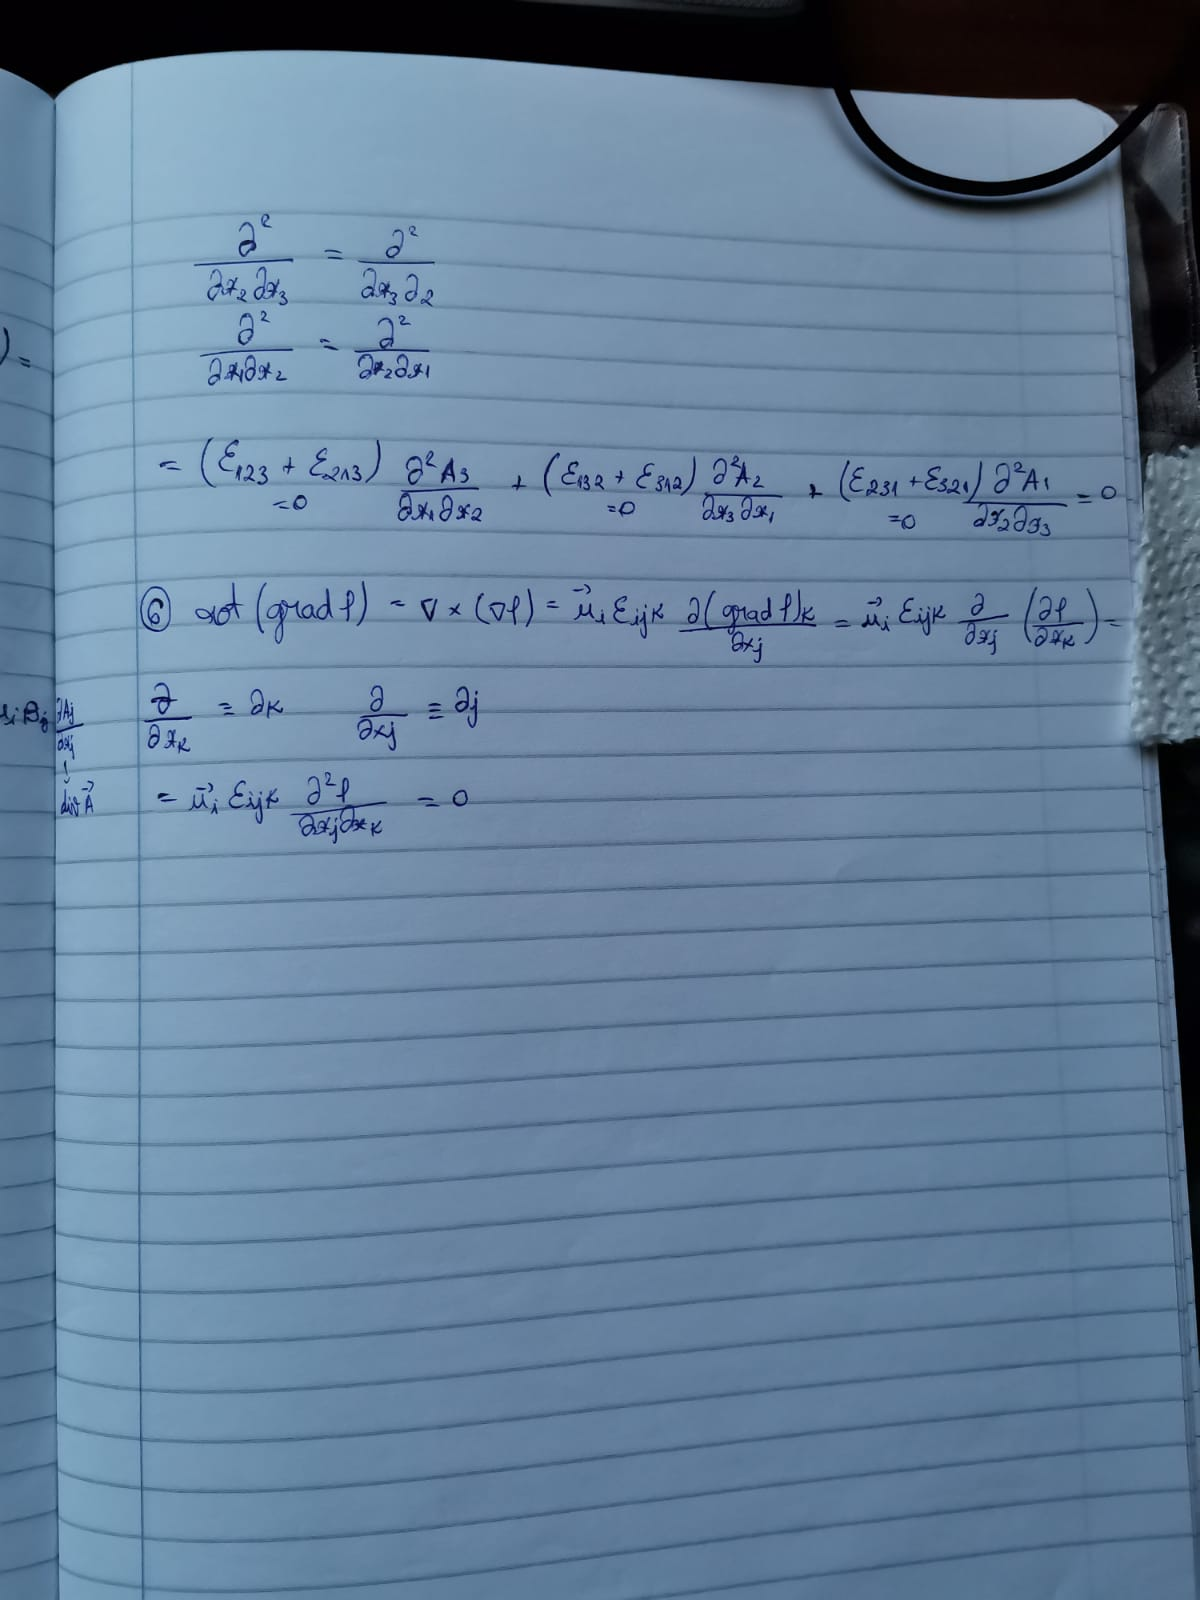 ∂² / ∂x₂∂x₃ = ∂² / ∂x₃∂₂
∂² / ∂x₁∂x₂ = ∂² / ∂x₂∂x₁
) =
= (ε₁₂₃ + ε₂₁₃) ∂²A₃ / ∂x₁∂x₂ + (ε₁₃₂ + ε₃₁₂) ∂²A₂ / ∂x₃∂x₁ + (ε₂₃₁ + ε₃₂₁) ∂²A₁ / ∂x₂∂x₃ = 0
=0 =0 =0
⑥ rot (grad f) = ∇ × (∇f) = u⃗ᵢ εijk ∂(grad f)k / ∂xj = u⃗ᵢ εijk ∂/∂xj (∂f/∂xk) =
∂Aj / ∂xj
∂/∂xk ≡ ∂k ∂/∂xj ≡ ∂j
div A⃗
= u⃗ᵢ εijk ∂²f / ∂xj∂xk = 0